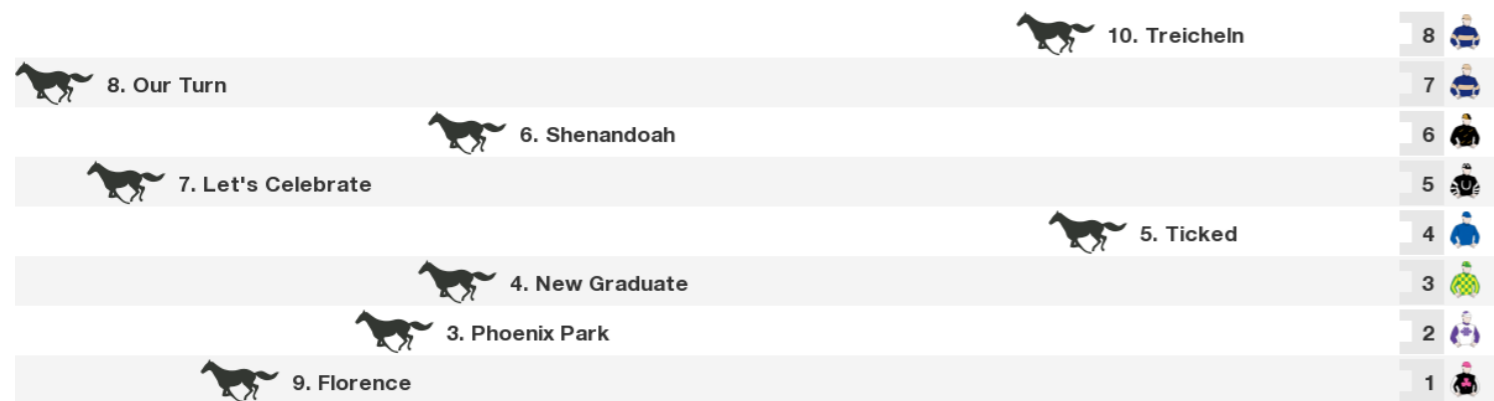 10. Treicheln 8
8. Our Turn 7
6. Shenandoah 6
7. Let's Celebrate 5
5. Ticked 4
4. New Graduate 3
3. Phoenix Park 2
9. Florence 1